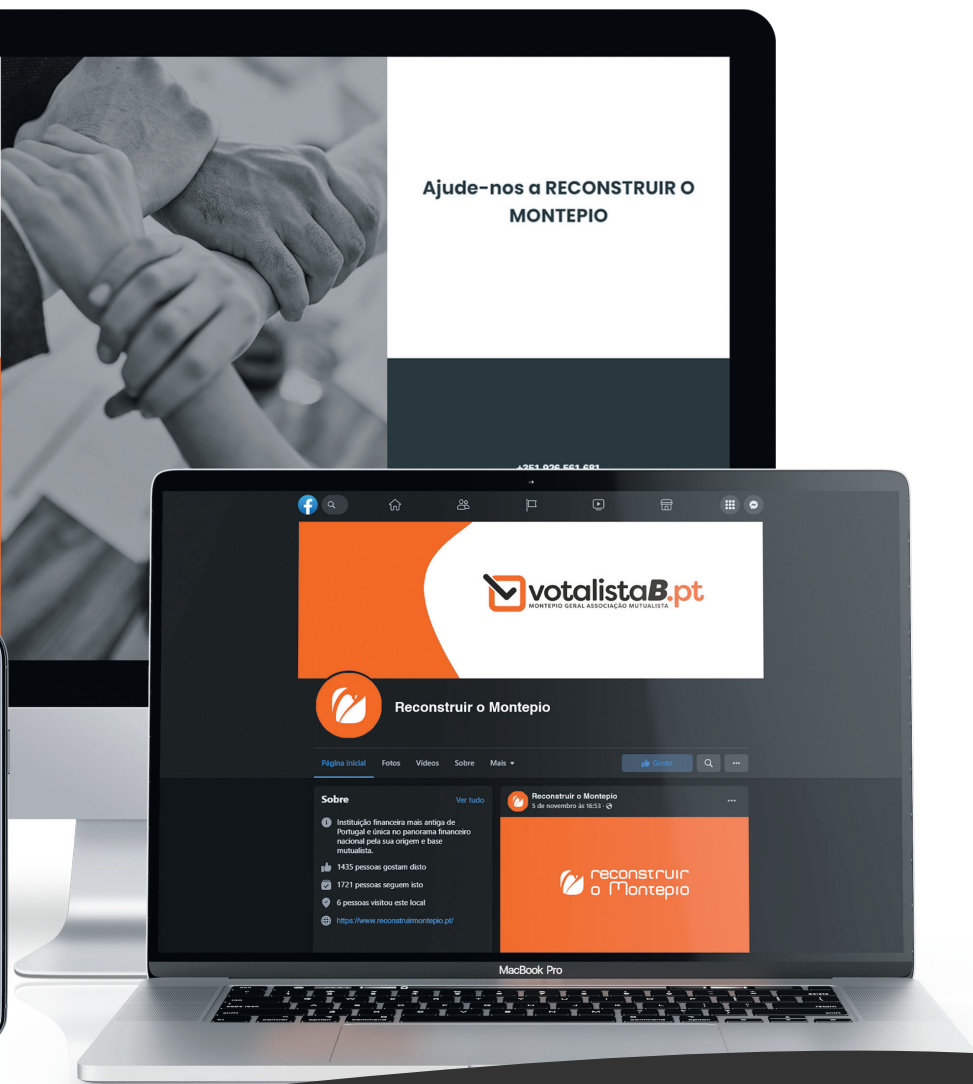 Ajude-nos a RECONSTRUIR O
MONTEPIO
+351 926 561 681
votalistaB.pt
MONTEPIO GERAL ASSOCIAÇÃO MUTUALISTA
Reconstruir o Montepio
Página inicial Fotos Vídeos Sobre Mais
Gosto
Sobre Ver tudo
Instituição financeira mais antiga de
Portugal e única no panorama financeiro
nacional pela sua origem e base
mutualista.
1435 pessoas gostam disto
1721 pessoas seguem isto
6 pessoas visitou este local
https://www.reconstruirmontepio.pt/
Reconstruir o Montepio
5 de novembro às 16:53
reconstruir
o Montepio
MacBook Pro